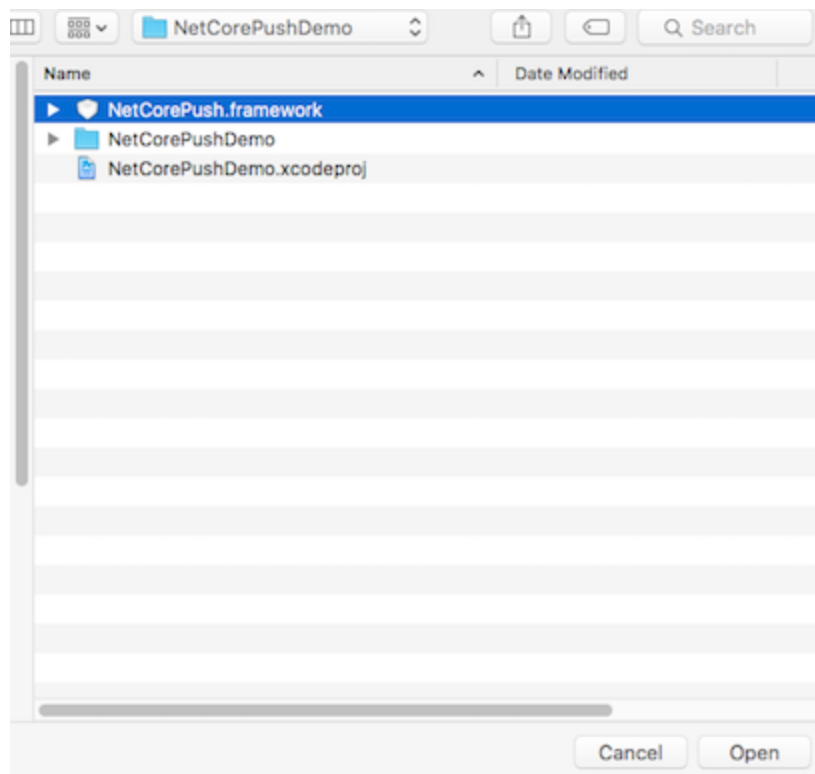 NetCorePushDemo Search
Name Date Modified
NetCorePush.framework
NetCorePushDemo
NetCorePushDemo.xcodeproj
Cancel Open